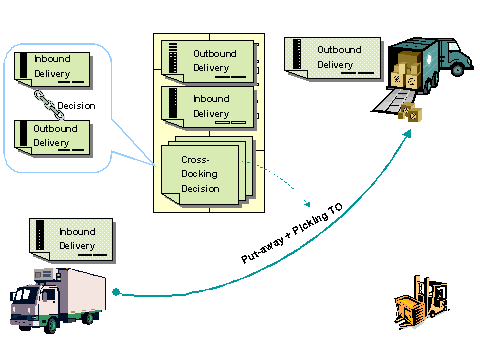 Inbound
Delivery
Decision
Outbound
Delivery
Outbound
Delivery
Inbound
Delivery
Cross-
Docking
Decision
Outbound
Delivery
Inbound
Delivery
Put-away + Picking TO